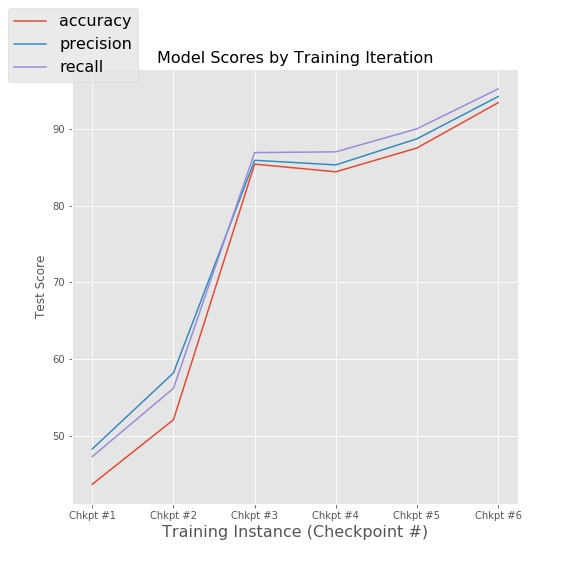 accuracy
precision
recall
Model Scores by Training Iteration
90
80
70
60
50
Test Score
Chkpt #1 Chkpt #2 Chkpt #3 Chkpt #4 Chkpt #5 Chkpt #6
Training Instance (Checkpoint #)